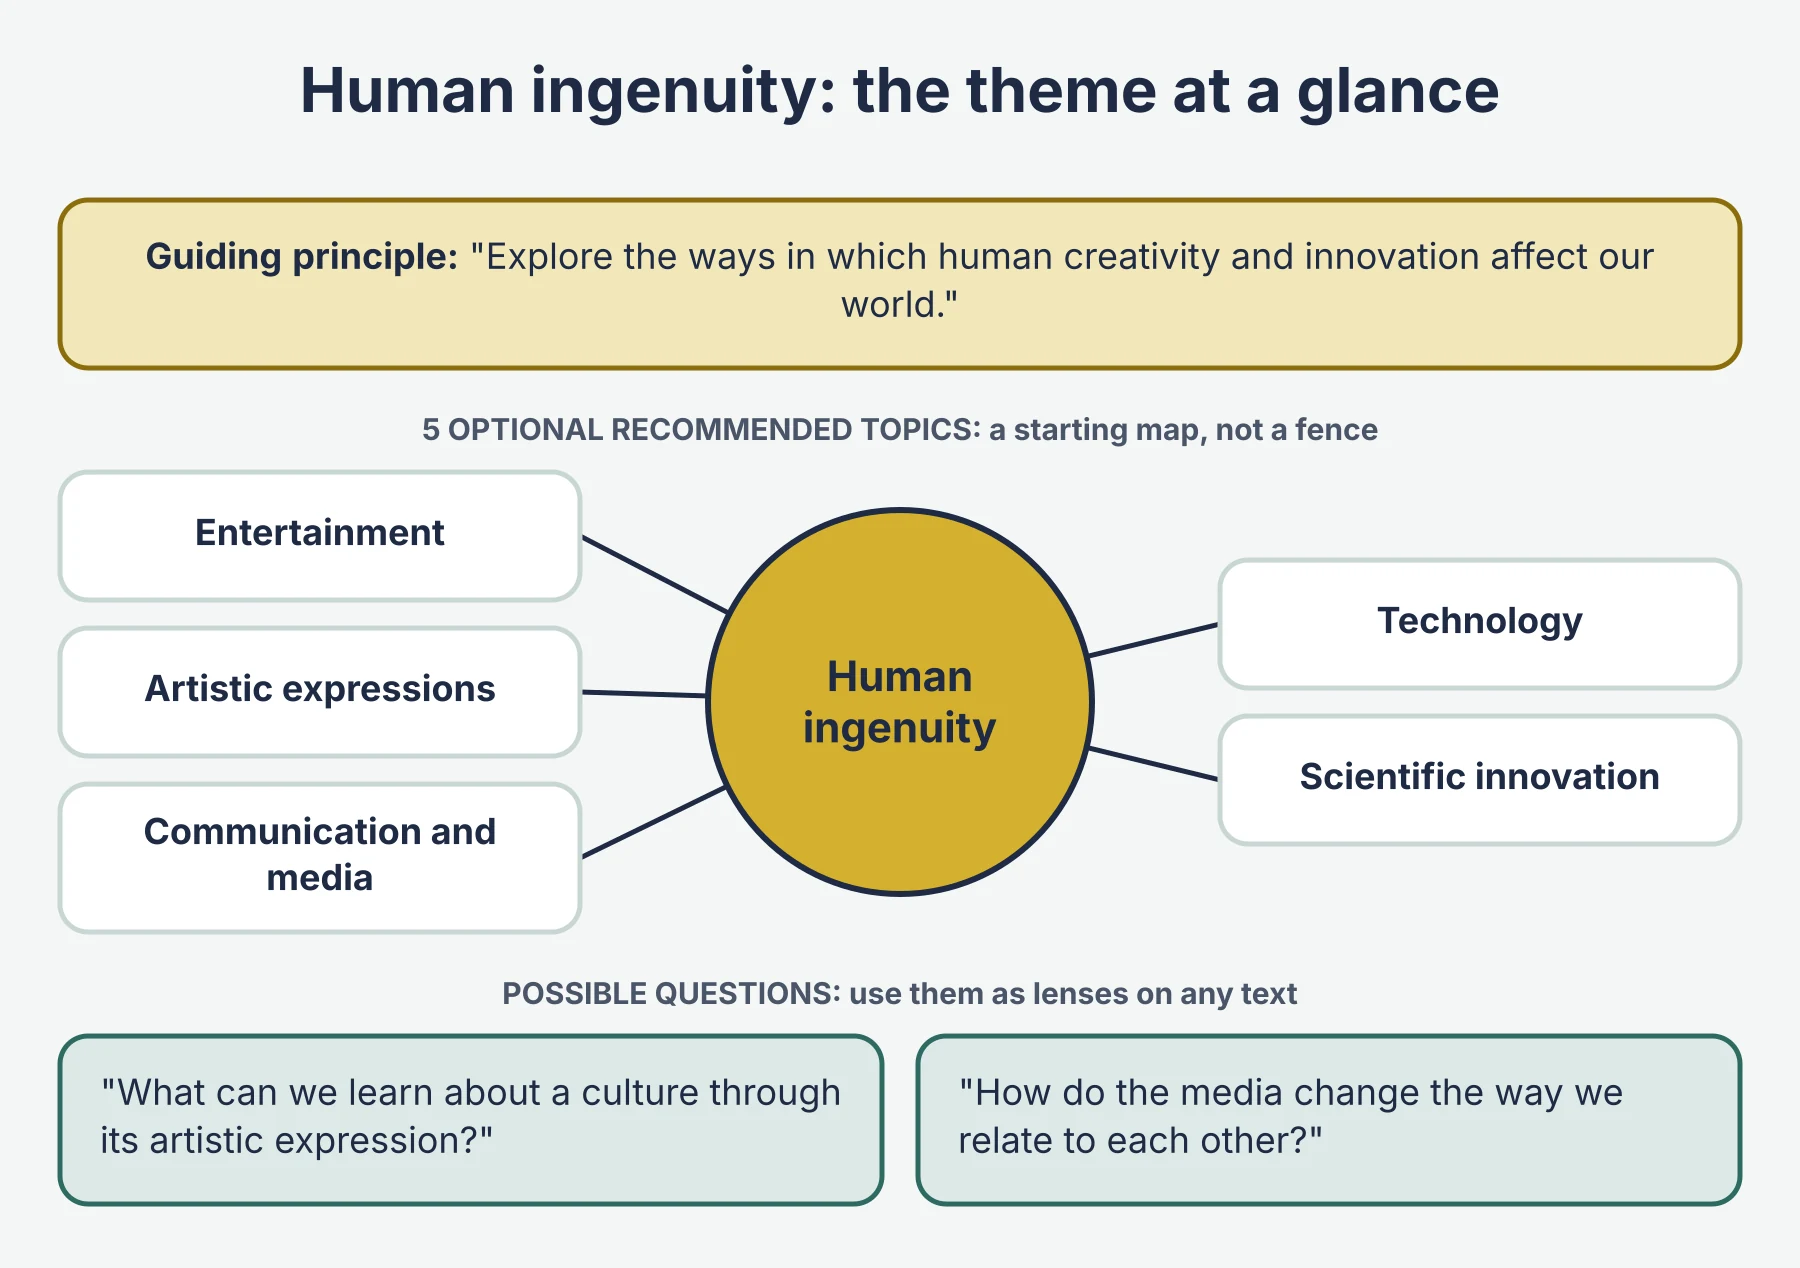 Human ingenuity: the theme at a glance
Guiding principle: "Explore the ways in which human creativity and innovation affect our
world."
5 OPTIONAL RECOMMENDED TOPICS: a starting map, not a fence
Entertainment
Artistic expressions
Communication and
media
Human
ingenuity
Technology
Scientific innovation
POSSIBLE QUESTIONS: use them as lenses on any text
"What can we learn about a culture through
its artistic expression?"
"How do the media change the way we
relate to each other?"